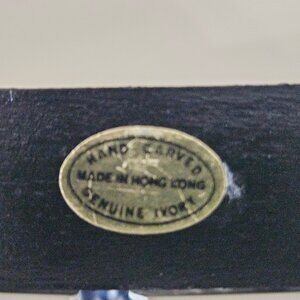 HAND CARVED
MADE IN HONG KONG
GENUINE IVORY